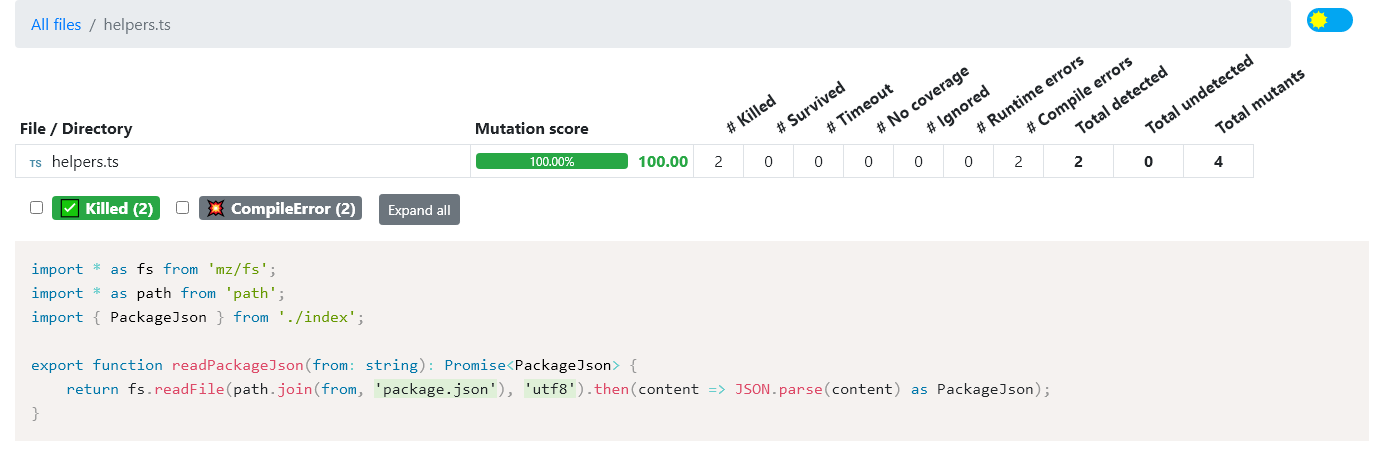 All files / helpers.ts
File / Directory Mutation score # Killed # Survived # Timeout # No coverage # Ignored # Runtime errors # Compile errors Total detected Total undetected Total mutants
TS helpers.ts 100.00% 100.00 2 0 0 0 0 0 2 2 0 4
✅ Killed (2) 💥 CompileError (2) Expand all
import * as fs from 'mz/fs';
import * as path from 'path';
import { PackageJson } from './index';
export function readPackageJson(from: string): Promise<PackageJson> {
    return fs.readFile(path.join(from, 'package.json'), 'utf8').then(content => JSON.parse(content) as PackageJson);
}